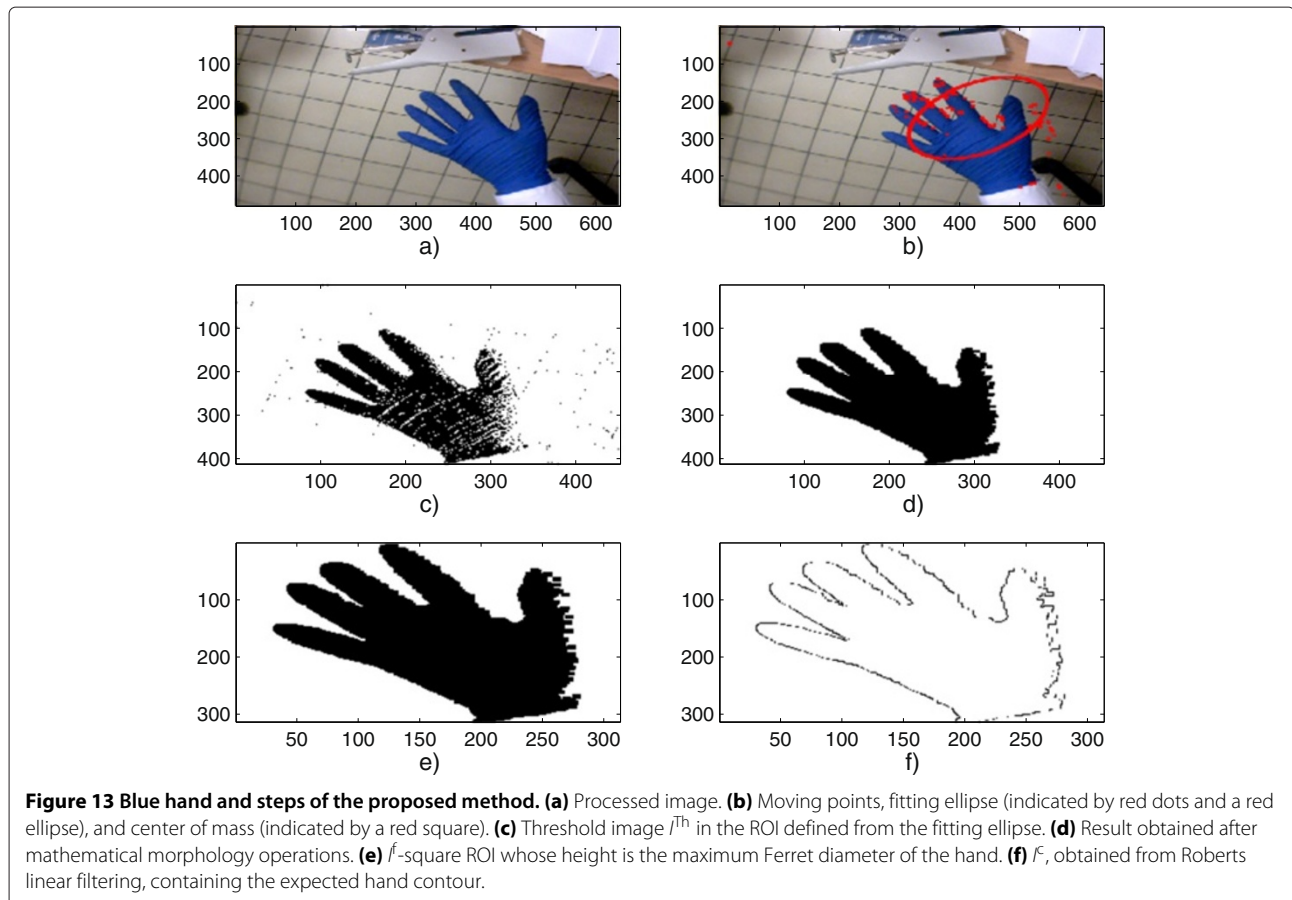 100
200
300
400
100 200 300 400 500 600
a)
100
200
300
400
100 200 300 400 500 600
b)
100
200
300
400
100 200 300 400
c)
100
200
300
400
100 200 300 400
d)
100
200
300
50 100 150 200 250 300
e)
100
200
300
50 100 150 200 250 300
f)
Figure 13 Blue hand and steps of the proposed method. (a) Processed image. (b) Moving points, fitting ellipse (indicated by red dots and a red
ellipse), and center of mass (indicated by a red square). (c) Threshold image I^Th in the ROI defined from the fitting ellipse. (d) Result obtained after
mathematical morphology operations. (e) I^f-square ROI whose height is the maximum Ferret diameter of the hand. (f) I^c, obtained from Roberts
linear filtering, containing the expected hand contour.